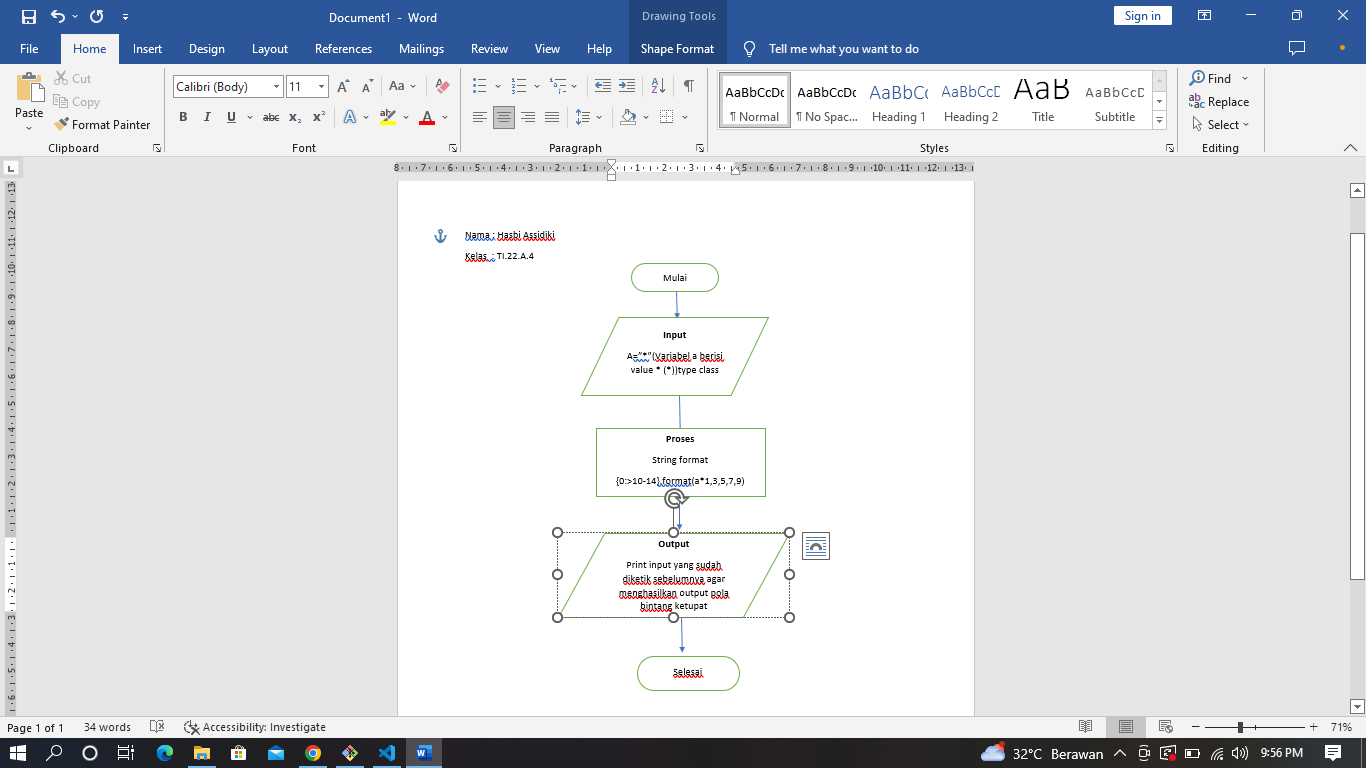 Document1 - Word
Drawing Tools
Sign in
File Home Insert Design Layout References Mailings Review View Help Shape Format Tell me what you want to do
Paste
Cut
Copy
Format Painter
Clipboard
Calibri (Body) 11
Font
Paragraph
AaBbCcDc AaBbCcDc AaBbCc AaBbCcD AaB AaBbCcD
¶ Normal ¶ No Spac... Heading 1 Heading 2 Title Subtitle
Styles
Find
Replace
Select
Editing
Nama : Hasbi Assidiki
Kelas : TI.22.A.4
Mulai
Input
A="*"(Variabel a berisi
value * (*))type class
Proses
String format
{0:>10-14}.format(a*1,3,5,7,9)
Output
Print input yang sudah
diketik sebelumnya agar
menghasilkan output pola
bintang ketupat
Selesai
Page 1 of 1 34 words Accessibility: Investigate 71%
32°C Berawan 9:56 PM